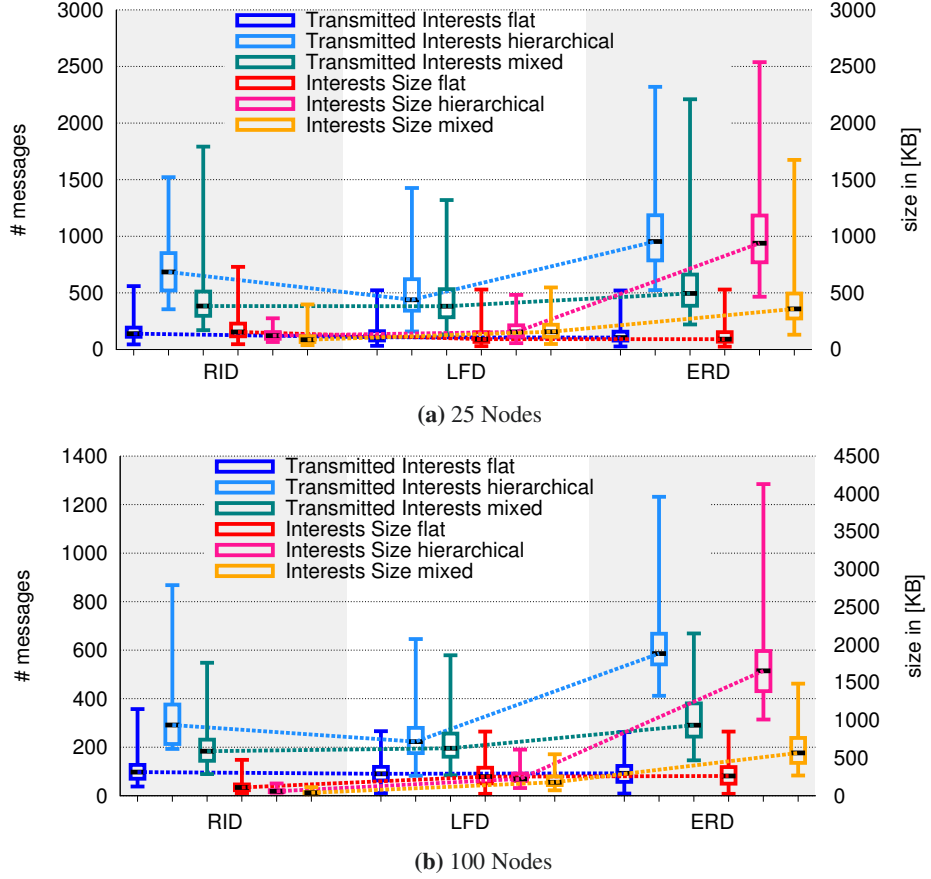 3000
2500
2000
1500
1000
500
0
# messages
Transmitted Interests flat
Transmitted Interests hierarchical
Transmitted Interests mixed
Interests Size flat
Interests Size hierarchical
Interests Size mixed
3000
2500
2000
1500
1000
500
0
size in [KB]
RID LFD ERD
(a) 25 Nodes
1400
1200
1000
800
600
400
200
0
# messages
Transmitted Interests flat
Transmitted Interests hierarchical
Transmitted Interests mixed
Interests Size flat
Interests Size hierarchical
Interests Size mixed
4500
4000
3500
3000
2500
2000
1500
1000
500
0
size in [KB]
RID LFD ERD
(b) 100 Nodes